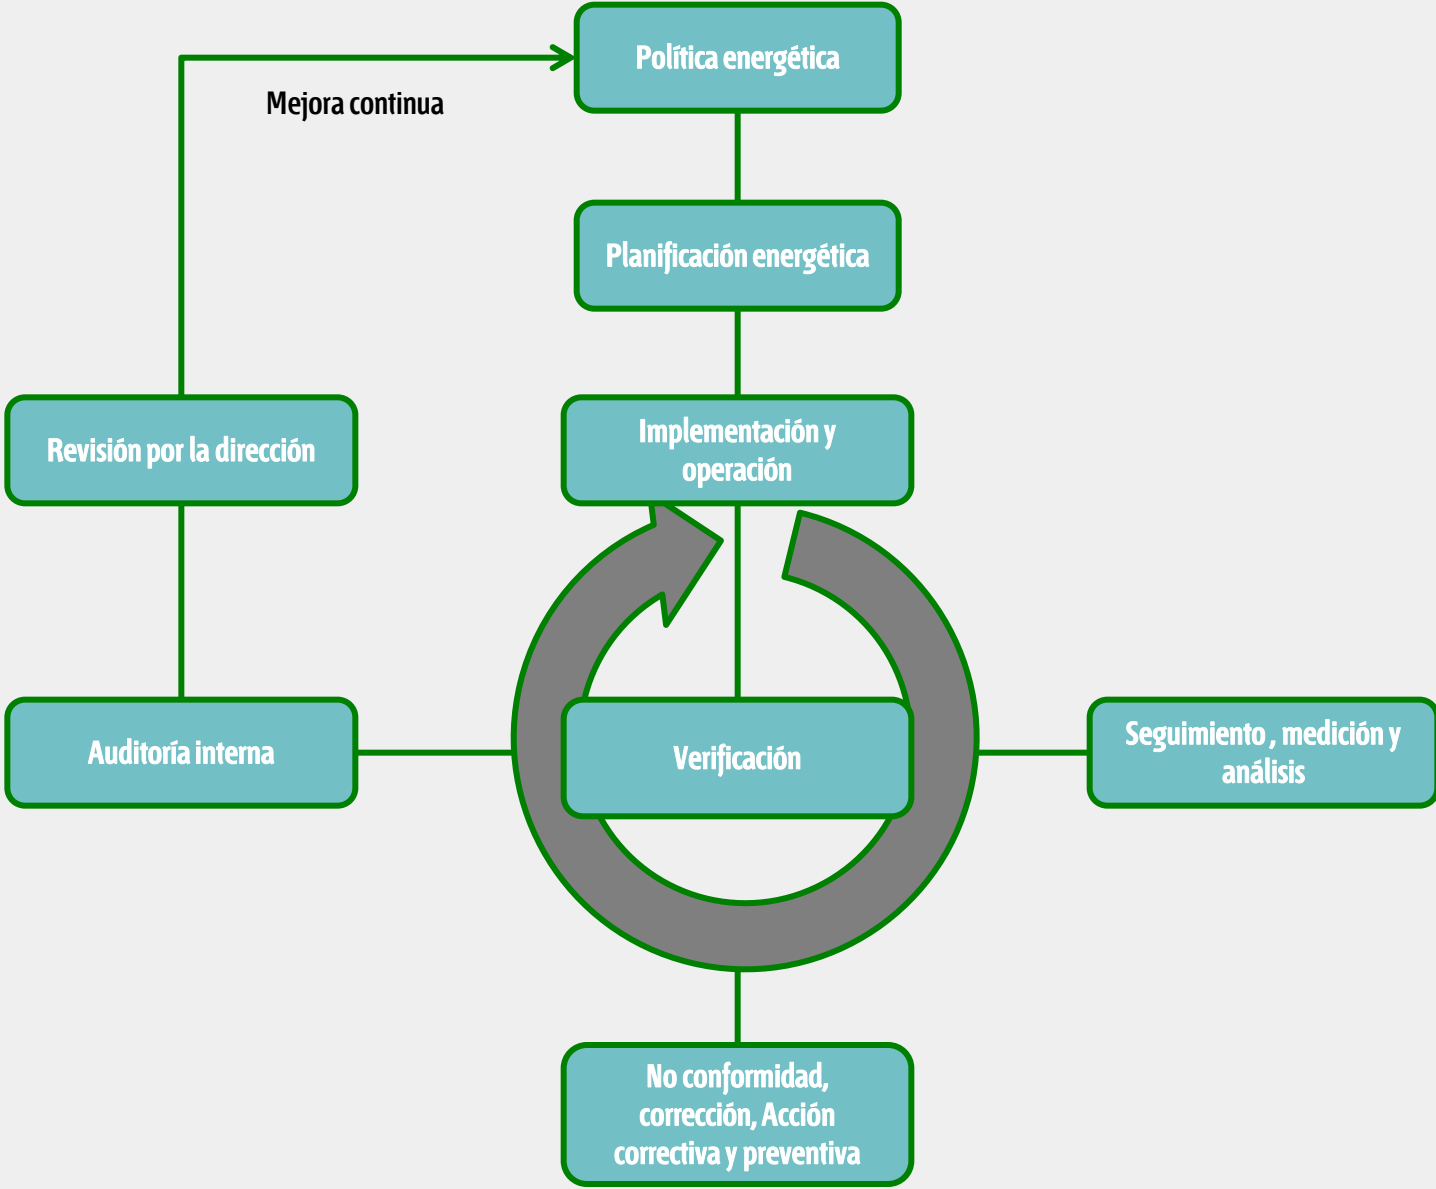 Política energética
Mejora continua
Planificación energética
Revisión por la dirección
Implementación y
operación
Auditoría interna
Verificación
Seguimiento , medición y
análisis
No conformidad,
corrección, Acción
correctiva y preventiva